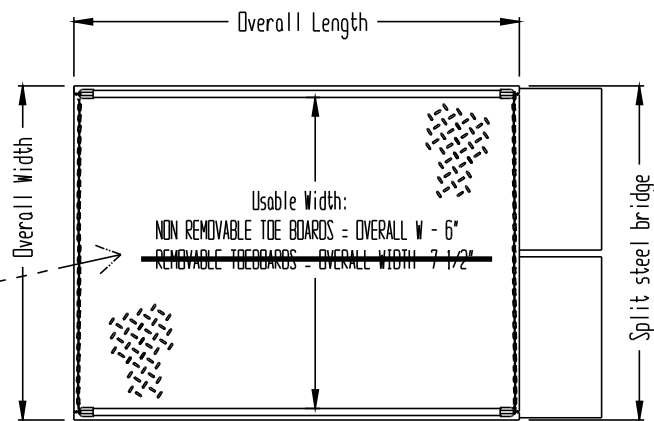 Overall Length
Overall Width
Usable Width:
NON REMOVABLE TOE BOARDS = OVERALL W - 6"
REMOVABLE TOEBOARDS = OVERALL WIDTH - 7 1/2"
Split steel bridge